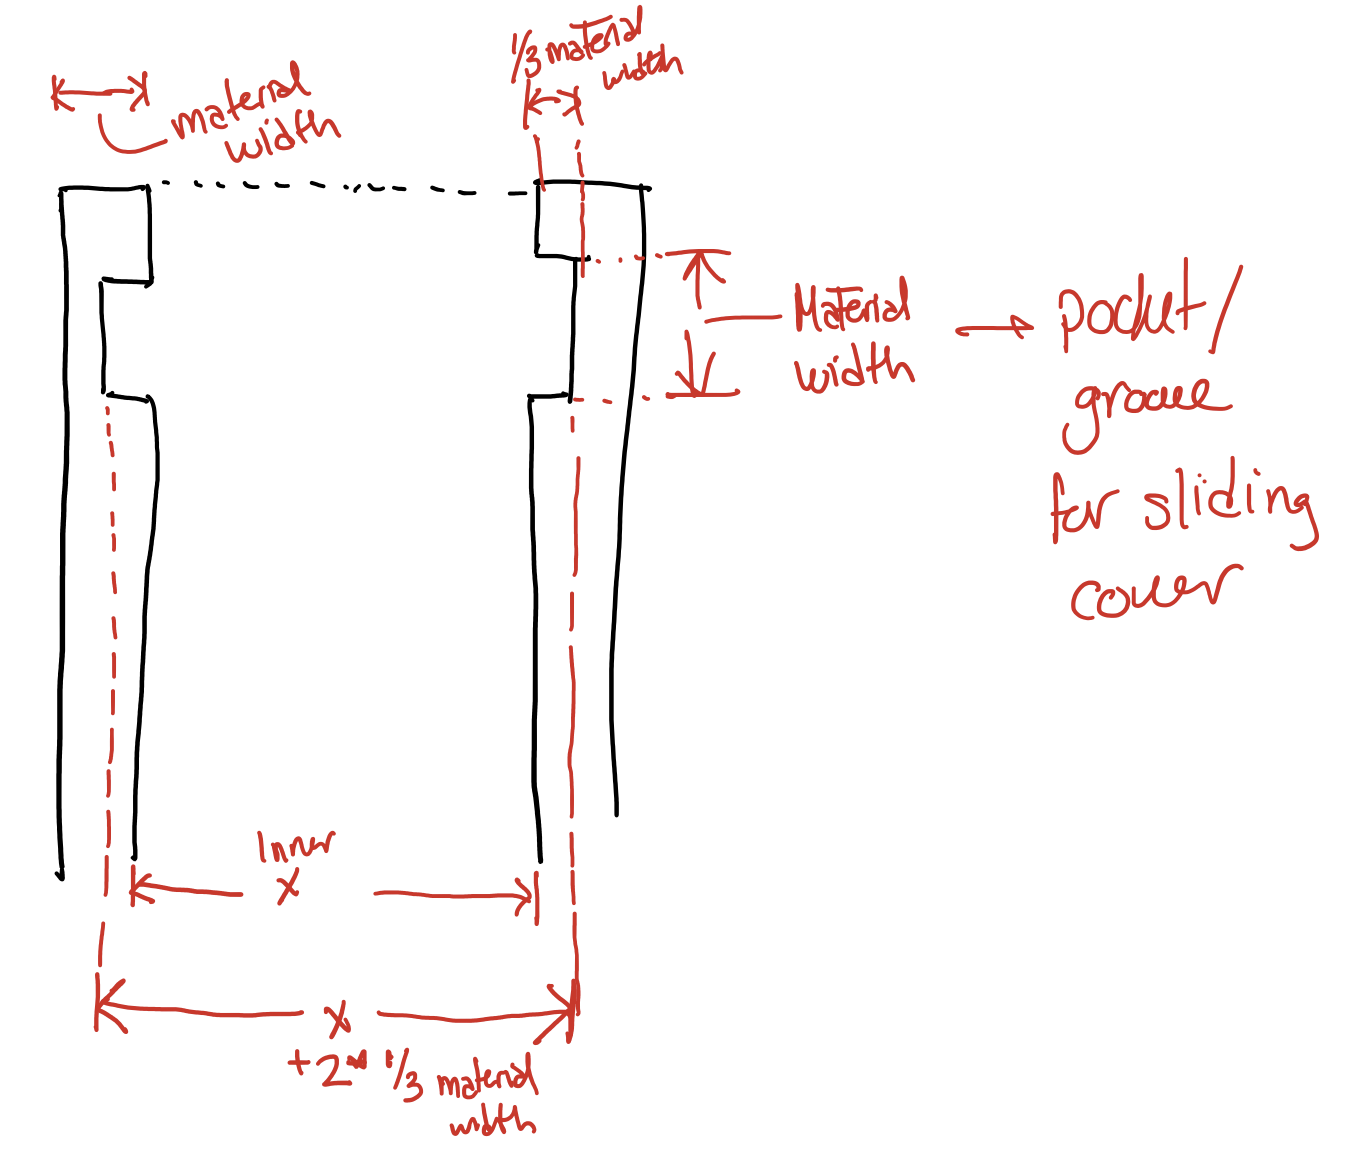 1/3 material
width
material
width
Material
width
pocket/
groove
for sliding
cover
Inner
X
X
+2* 1/3 material
width